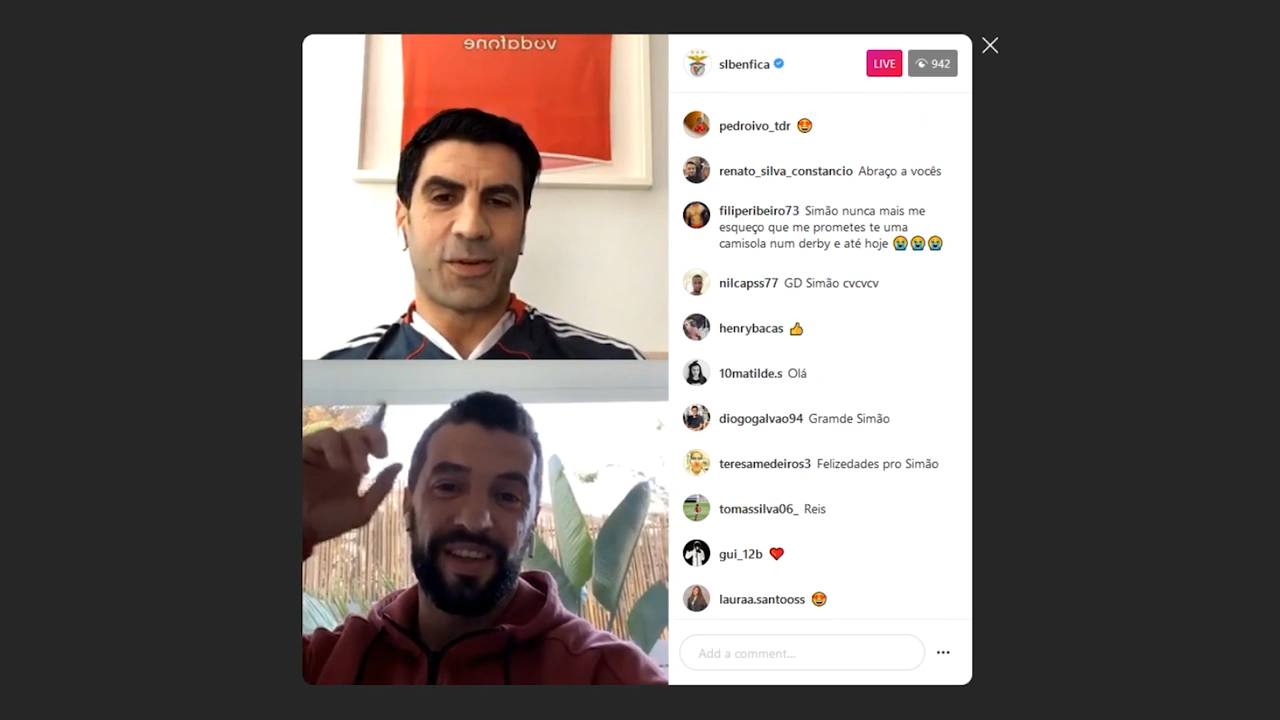 vodafone
slbenfica
LIVE
942
pedroivo_tdr 🤩
renato_silva_constancio Abraço a vocês
filiperibeiro73 Simão nunca mais me
esqueço que me prometes te uma
camisola num derby e até hoje 😭😭😭
nilcapss77 GD Simão cvcvcv
henrybacas 👍
10matilde.s Olá
diogogalvao94 Gramde Simão
teresamedeiros3 Felizedades pro Simão
tomassilva06_ Reis
gui_12b ❤️
lauraa.santooss 🤩
Add a comment...